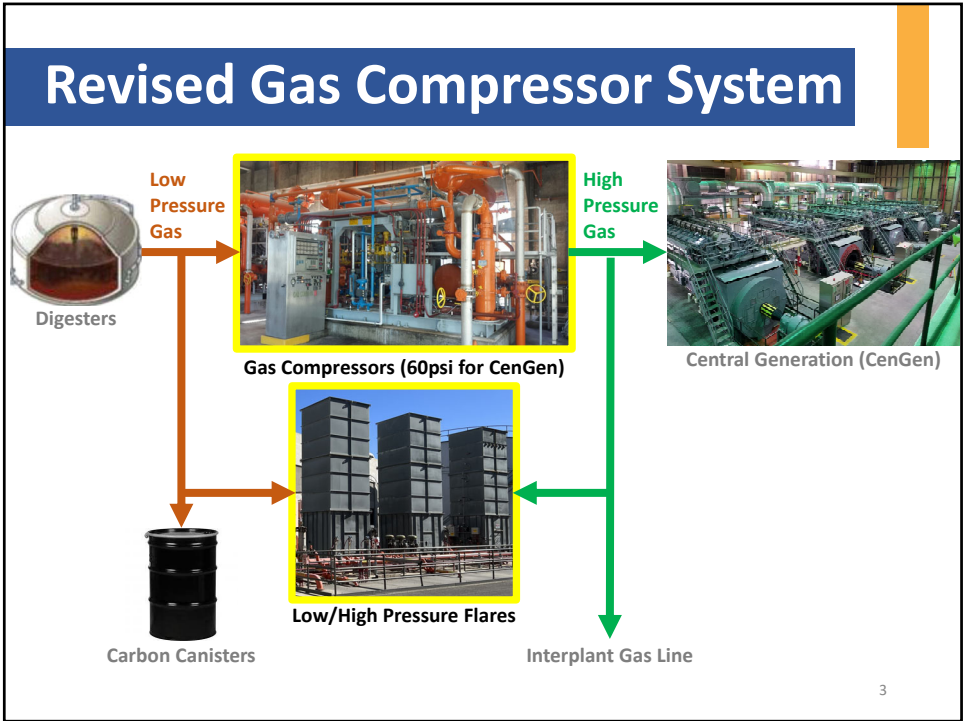 Revised Gas Compressor System
Low
Pressure
Gas
High
Pressure
Gas
Digesters
Gas Compressors (60psi for CenGen)
Central Generation (CenGen)
Low/High Pressure Flares
Carbon Canisters
Interplant Gas Line
3